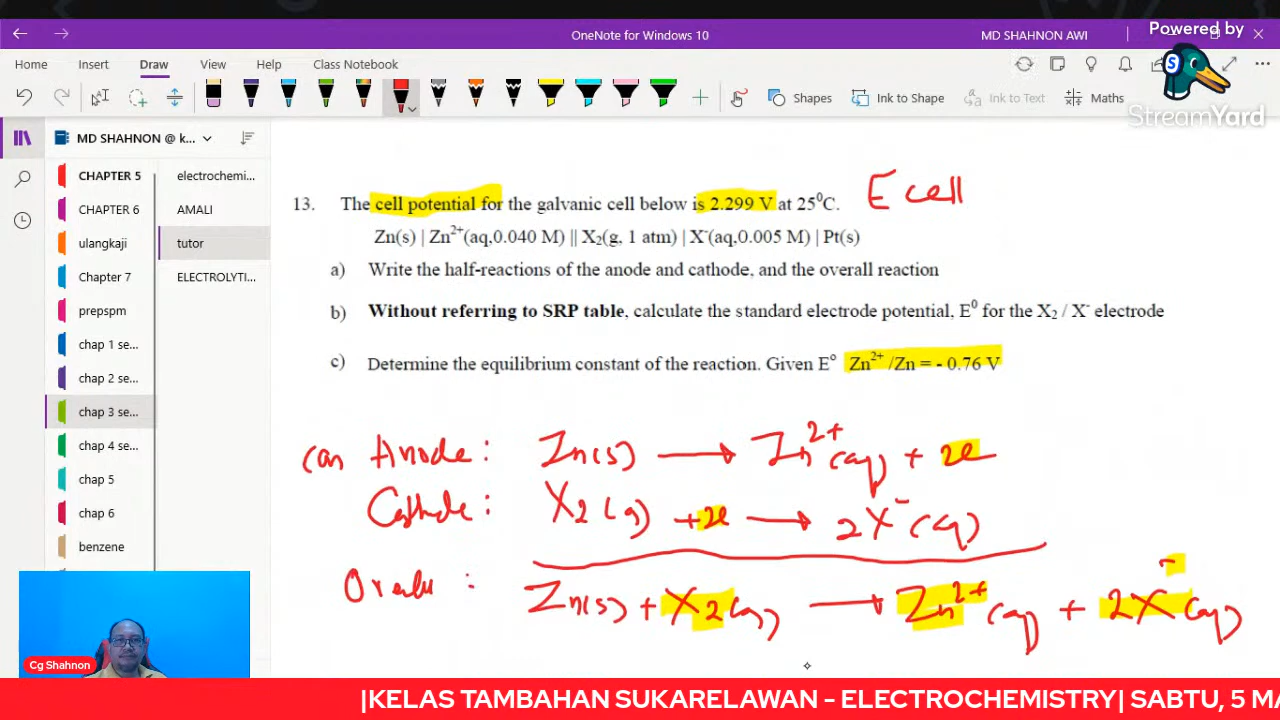 Powered by
StreamYard
OneNote for Windows 10
MD SHAHNON AWI
Home Insert Draw View Help Class Notebook
Shapes Ink to Shape Ink to Text Maths
MD SHAHNON @ k...
CHAPTER 5
CHAPTER 6
ulangkaji
Chapter 7
prepspm
chap 1 se...
chap 2 se...
chap 3 se...
chap 4 se...
chap 5
chap 6
benzene
electrochemi...
AMALI
tutor
ELECTROLYTI...
13. The cell potential for the galvanic cell below is 2.299 V at 25⁰C.
E cell
Zn(s) | Zn²⁺(aq,0.040 M) || X₂(g, 1 atm) | X⁻(aq,0.005 M) | Pt(s)
a) Write the half-reactions of the anode and cathode, and the overall reaction
b) Without referring to SRP table, calculate the standard electrode potential, E⁰ for the X₂ / X⁻ electrode
c) Determine the equilibrium constant of the reaction. Given E° Zn²⁺ /Zn = - 0.76 V
Anode : Zn(s) → Zn²⁺(aq) + 2e
Cathode : X₂(g) + 2e → 2X⁻(aq)
: Zn(s) + X₂(g) → Zn²⁺(aq) + 2X⁻(aq)
Cg Shahnon
|KELAS TAMBAHAN SUKARELAWAN - ELECTROCHEMISTRY| SABTU, 5 MA